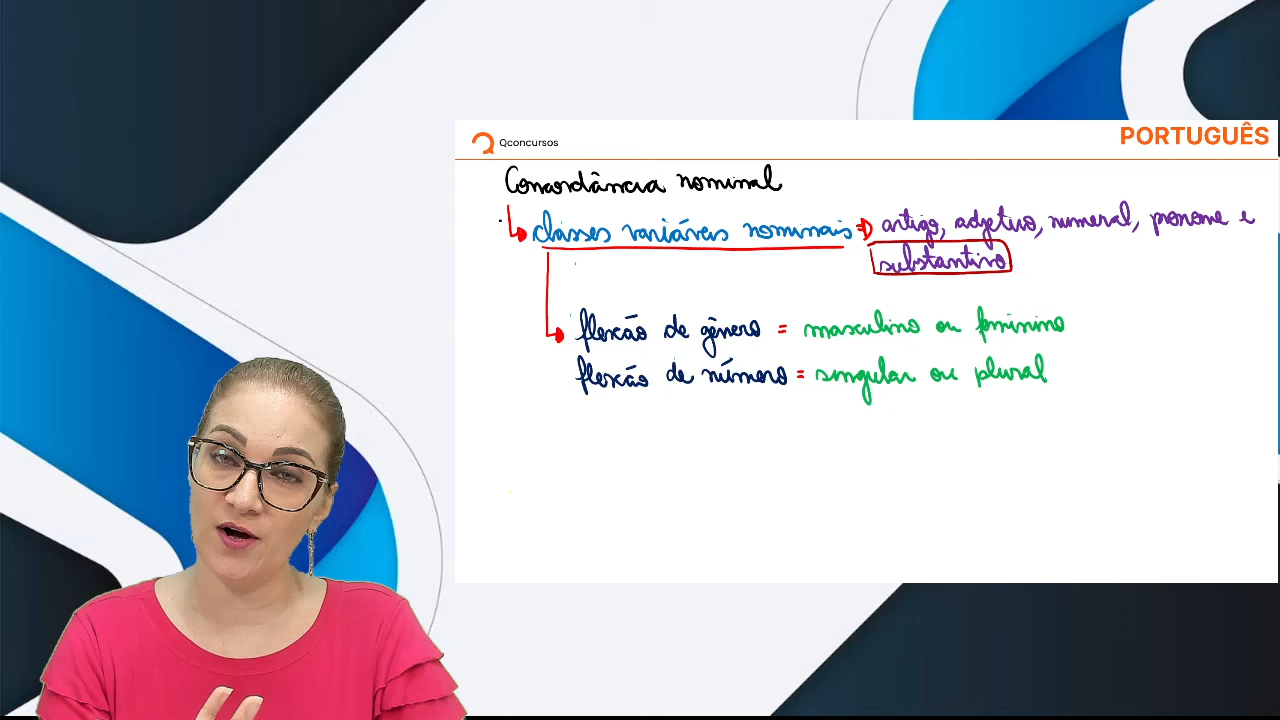 PORTUGUÊS
Qconcursos
Concordância nominal
classes variáveis nominais => artigo, adjetivo, numeral, pronome e
substantivo
flexão de gênero = masculino ou feminino
flexão de número = singular ou plural